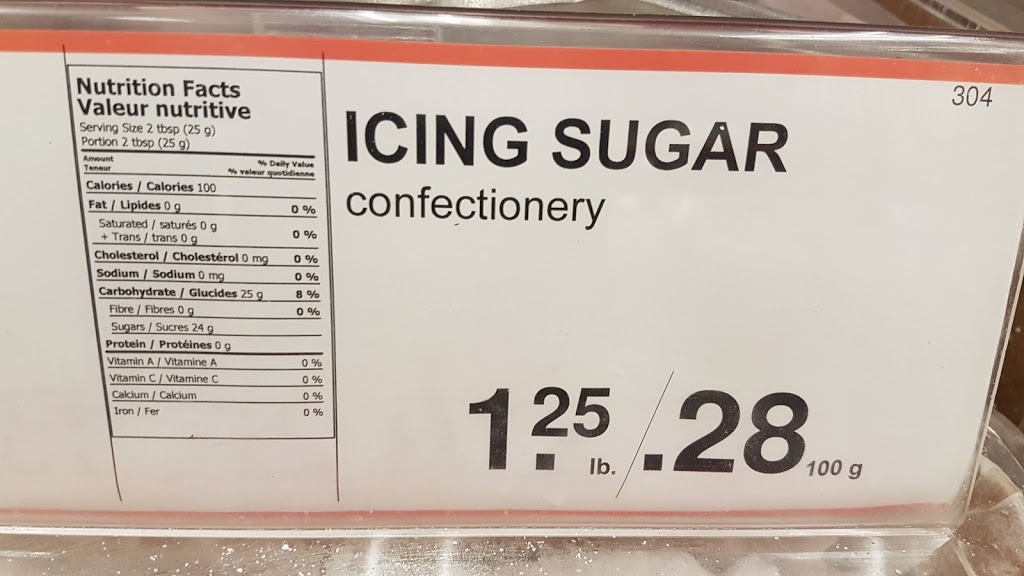 304
Nutrition Facts
Valeur nutritive
Serving Size 2 tbsp (25 g)
Portion 2 tbsp (25 g)
Amount % Daily Value
Teneur % valeur quotidienne
Calories / Calories 100
Fat / Lipides 0 g 0 %
Saturated / saturés 0 g
+ Trans / trans 0 g 0 %
Cholesterol / Cholestérol 0 mg 0 %
Sodium / Sodium 0 mg 0 %
Carbohydrate / Glucides 25 g 8 %
Fibre / Fibres 0 g 0 %
Sugars / Sucres 24 g
Protein / Protéines 0 g
Vitamin A / Vitamine A 0 %
Vitamin C / Vitamine C 0 %
Calcium / Calcium 0 %
Iron / Fer 0 %
ICING SUGAR
confectionery
1.25 lb. / .28 100 g